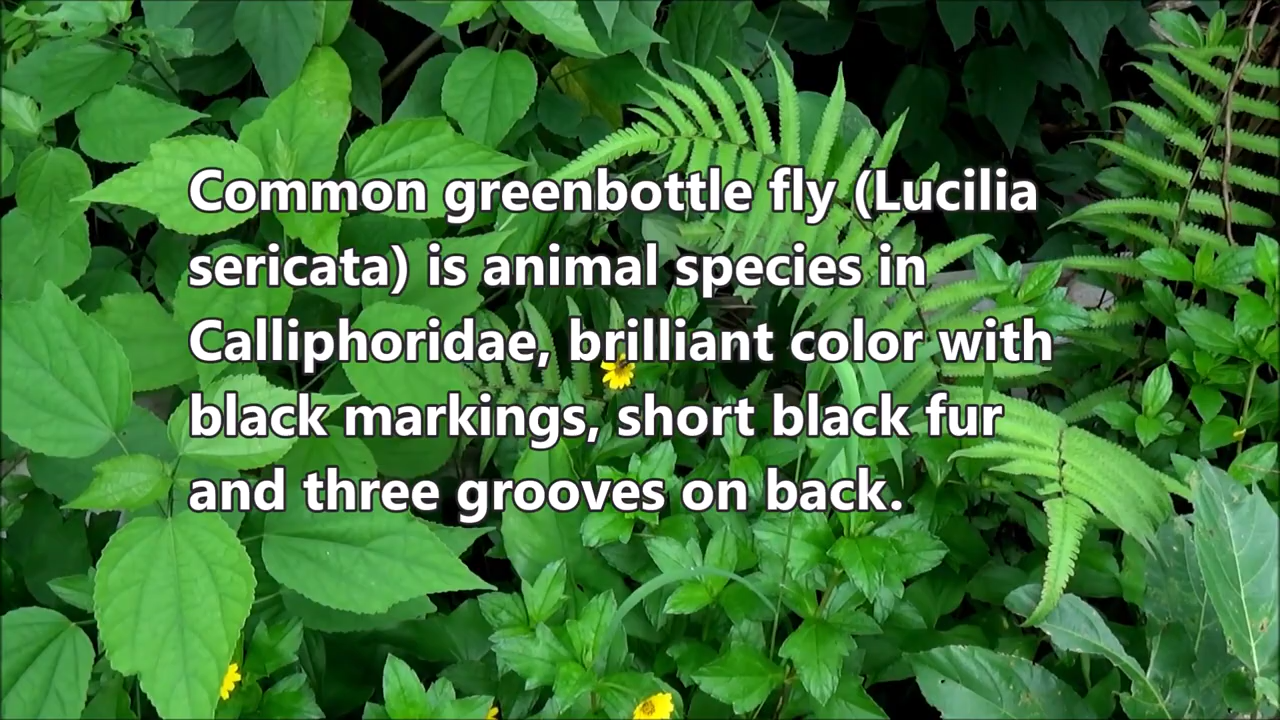 Common greenbottle fly (Lucilia
sericata) is animal species in
Calliphoridae, brilliant color with
black markings, short black fur
and three grooves on back.